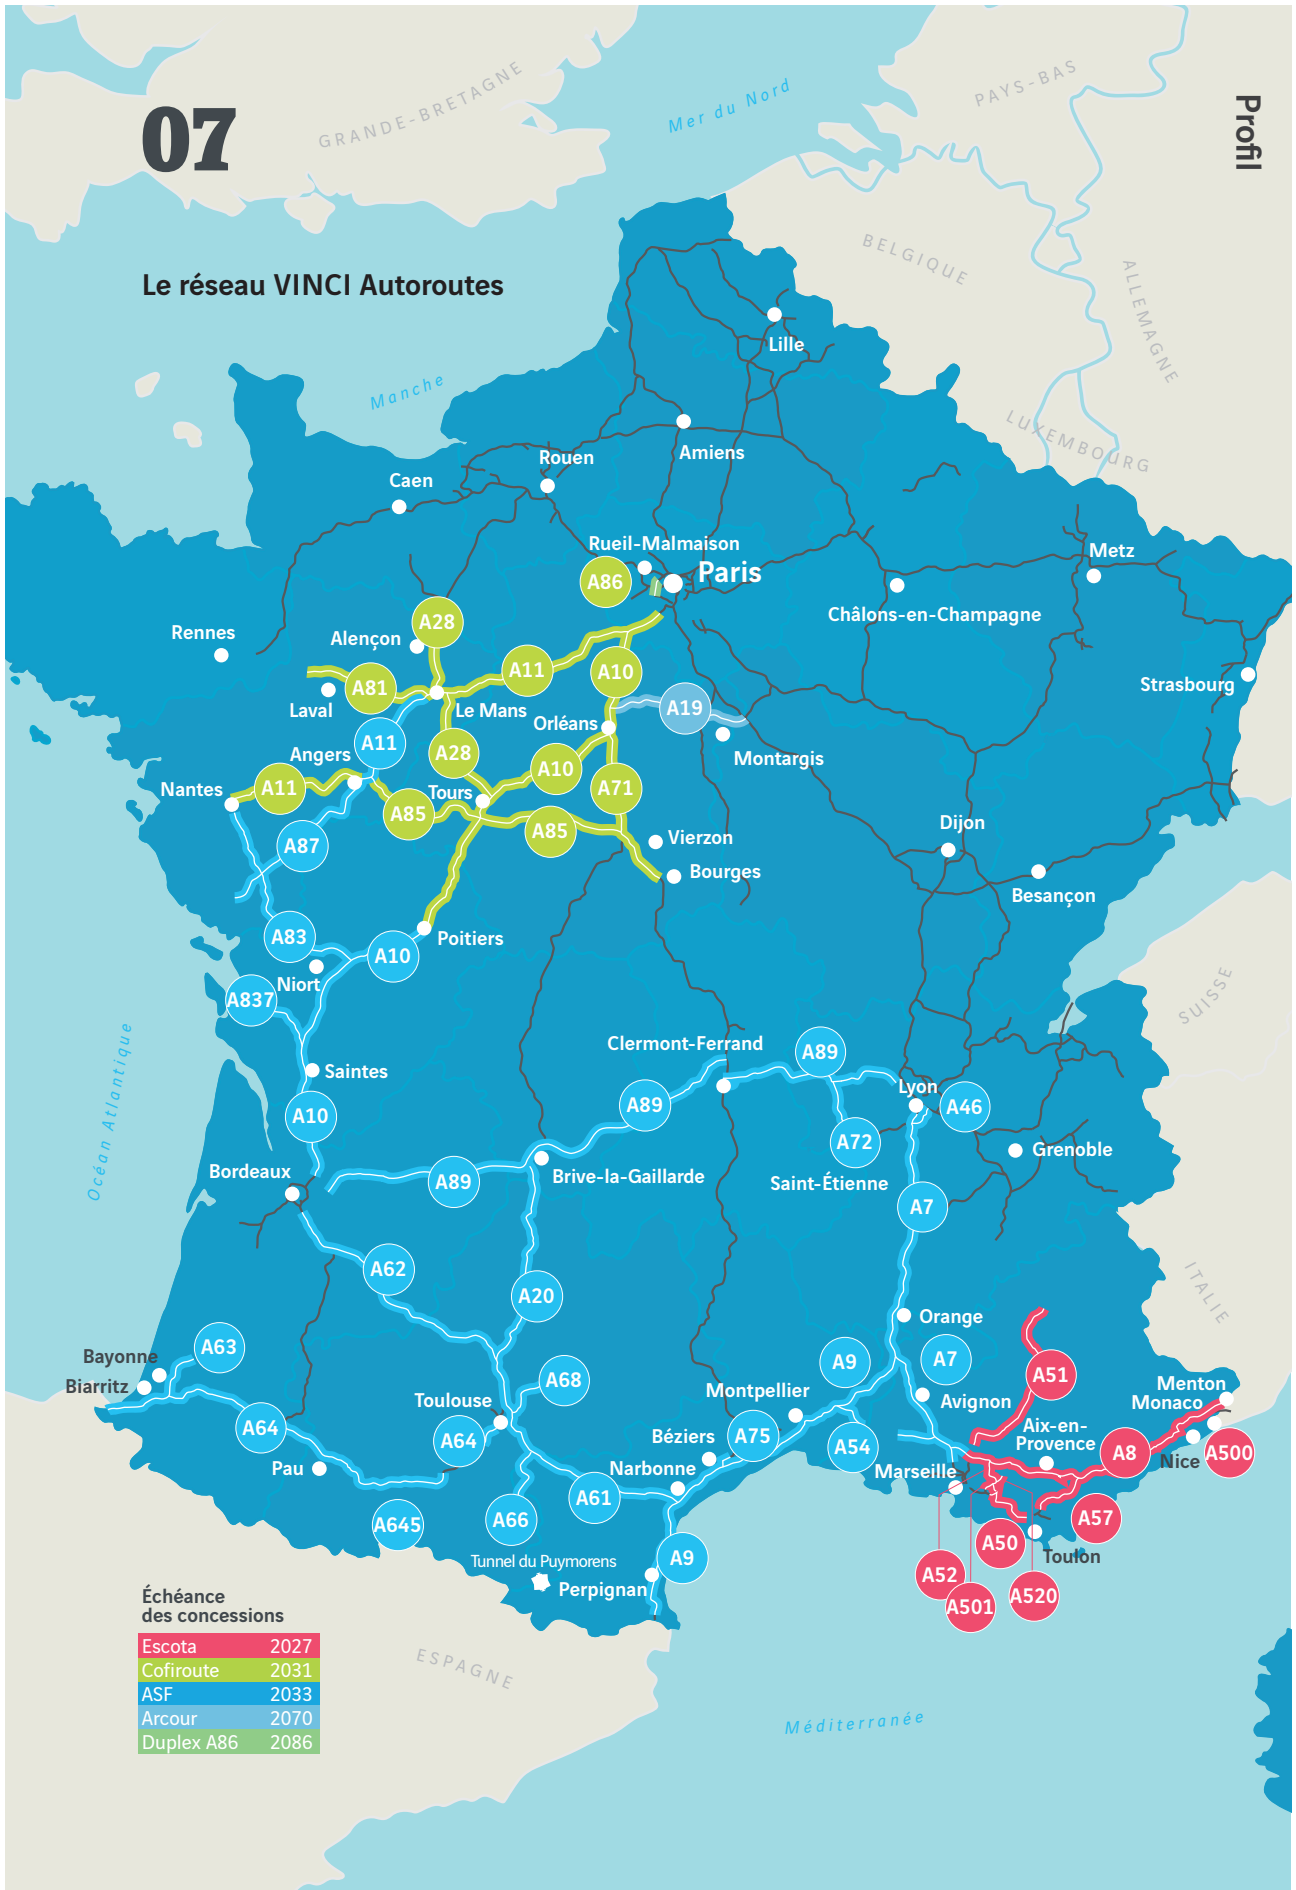 07
Profil
Le réseau VINCI Autoroutes
GRANDE-BRETAGNE
Mer du Nord
PAYS-BAS
BELGIQUE
ALLEMAGNE
LUXEMBOURG
Manche
Lille
Amiens
Rouen
Caen
Rueil-Malmaison
Paris
A86
Metz
Châlons-en-Champagne
Strasbourg
Rennes
Alençon
A28
A11
A10
A81
Laval
Le Mans
Orléans
A19
Montargis
A11
Angers
A28
A10
A71
Nantes
A11
Tours
A85
A85
Vierzon
Bourges
Dijon
Besançon
A87
A83
Poitiers
A10
Niort
A837
SUISSE
Océan Atlantique
Clermont-Ferrand
A89
Saintes
Lyon
A46
A10
A89
A72
Grenoble
Bordeaux
A89
Brive-la-Gaillarde
Saint-Étienne
A7
A62
A20
ITALIE
Orange
A63
Bayonne
Biarritz
A9
A7
A51
A68
Montpellier
Avignon
Menton
Monaco
Toulouse
A64
A64
Béziers
A75
A54
Aix-en-
Provence
A8
Nice
A500
Pau
Narbonne
Marseille
A61
A645
A66
A57
A50
Toulon
Tunnel du Puymorens
A9
Perpignan
A52
A501
A520
Échéance
des concessions
Escota 2027
Cofiroute 2031
ASF 2033
Arcour 2070
Duplex A86 2086
ESPAGNE
Méditerranée